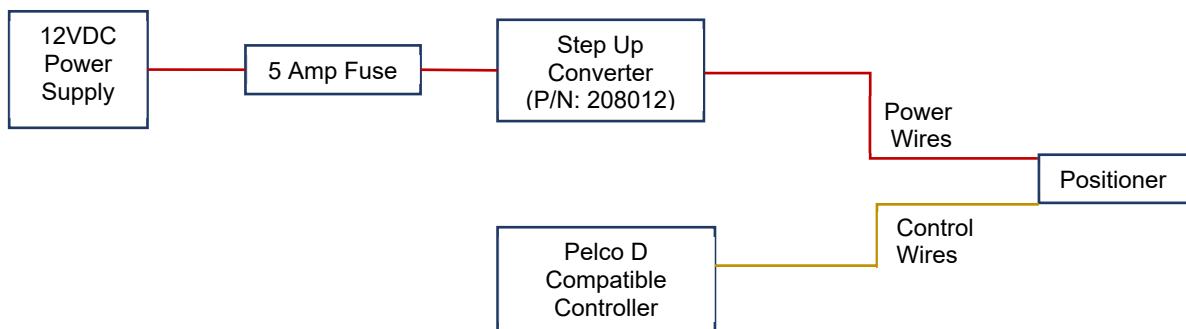 12VDC
Power
Supply
5 Amp Fuse
Step Up
Converter
(P/N: 208012)
Power
Wires
Positioner
Control
Wires
Pelco D
Compatible
Controller